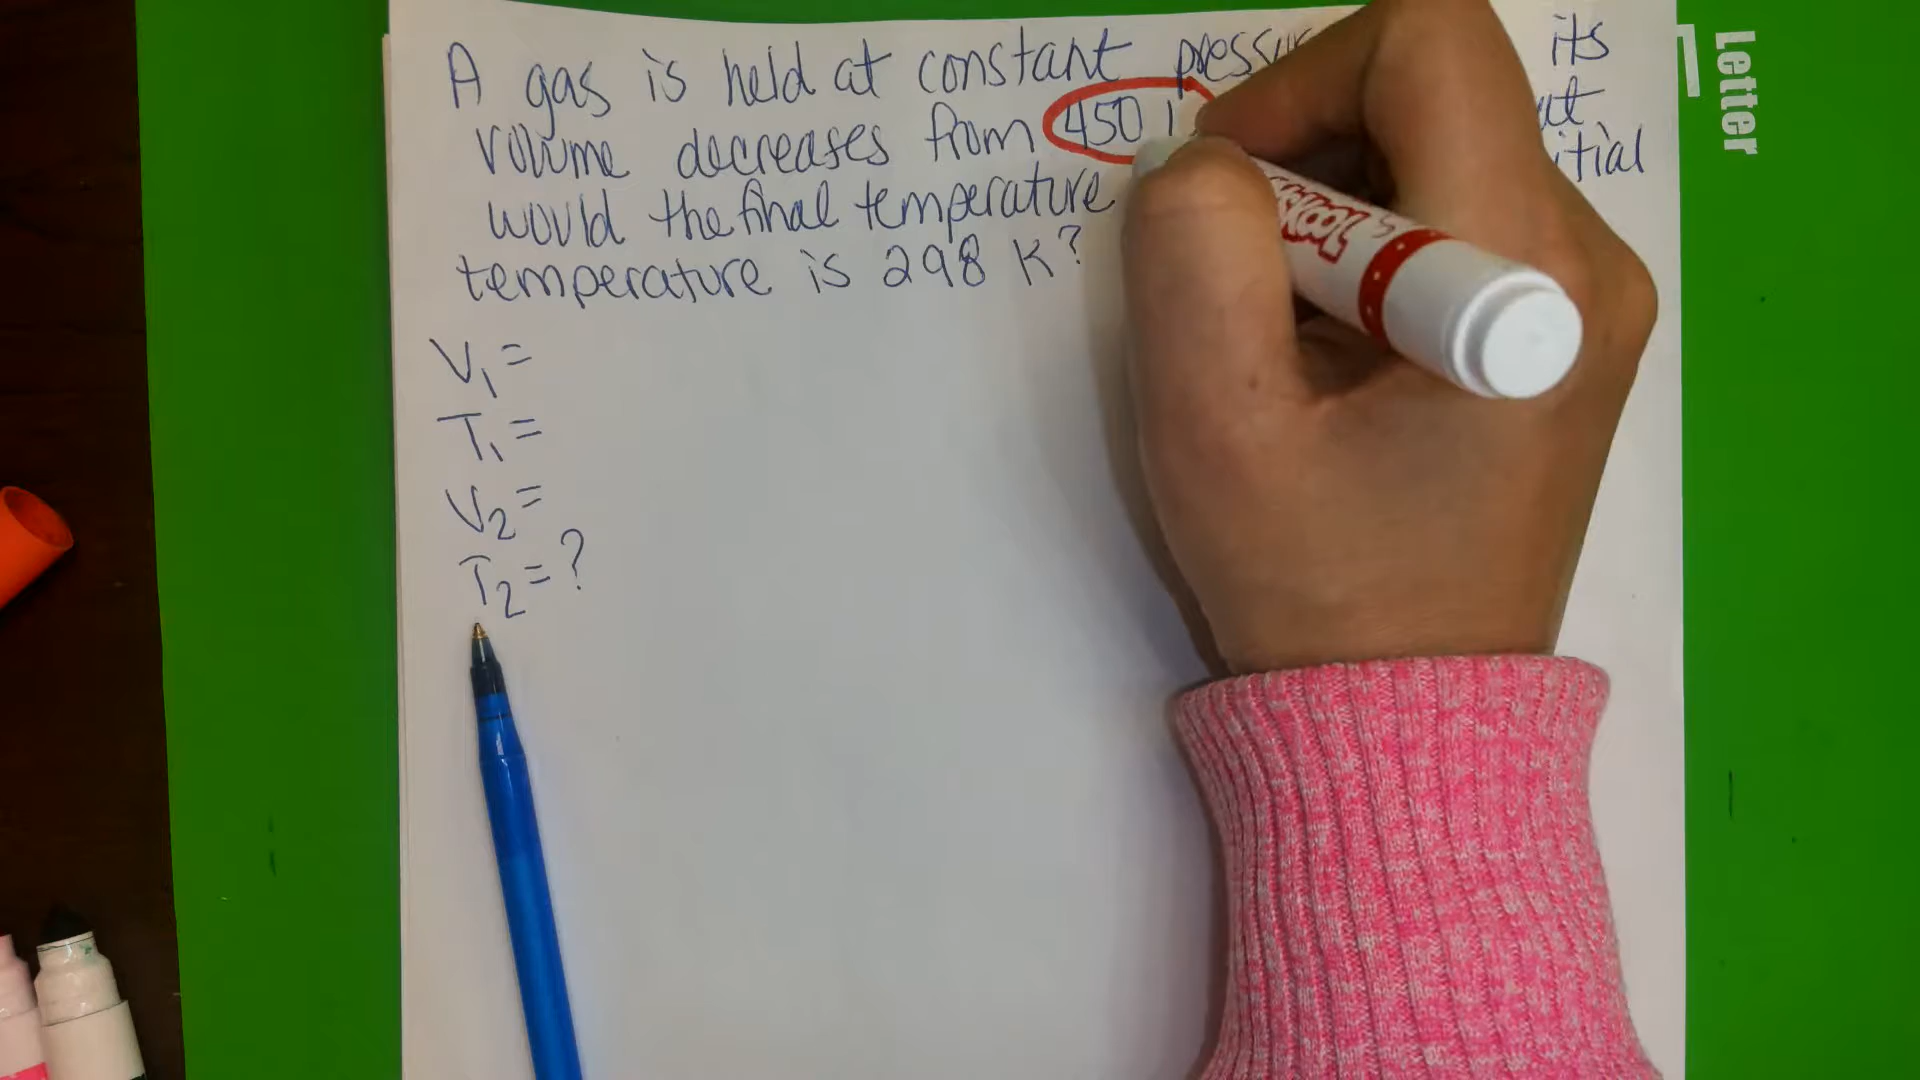 A gas is held at constant its
volume decreases from 450
would the final temperature
temperature is 298 K?
V₁ =
T₁ =
V₂ =
T₂ = ?
Letter